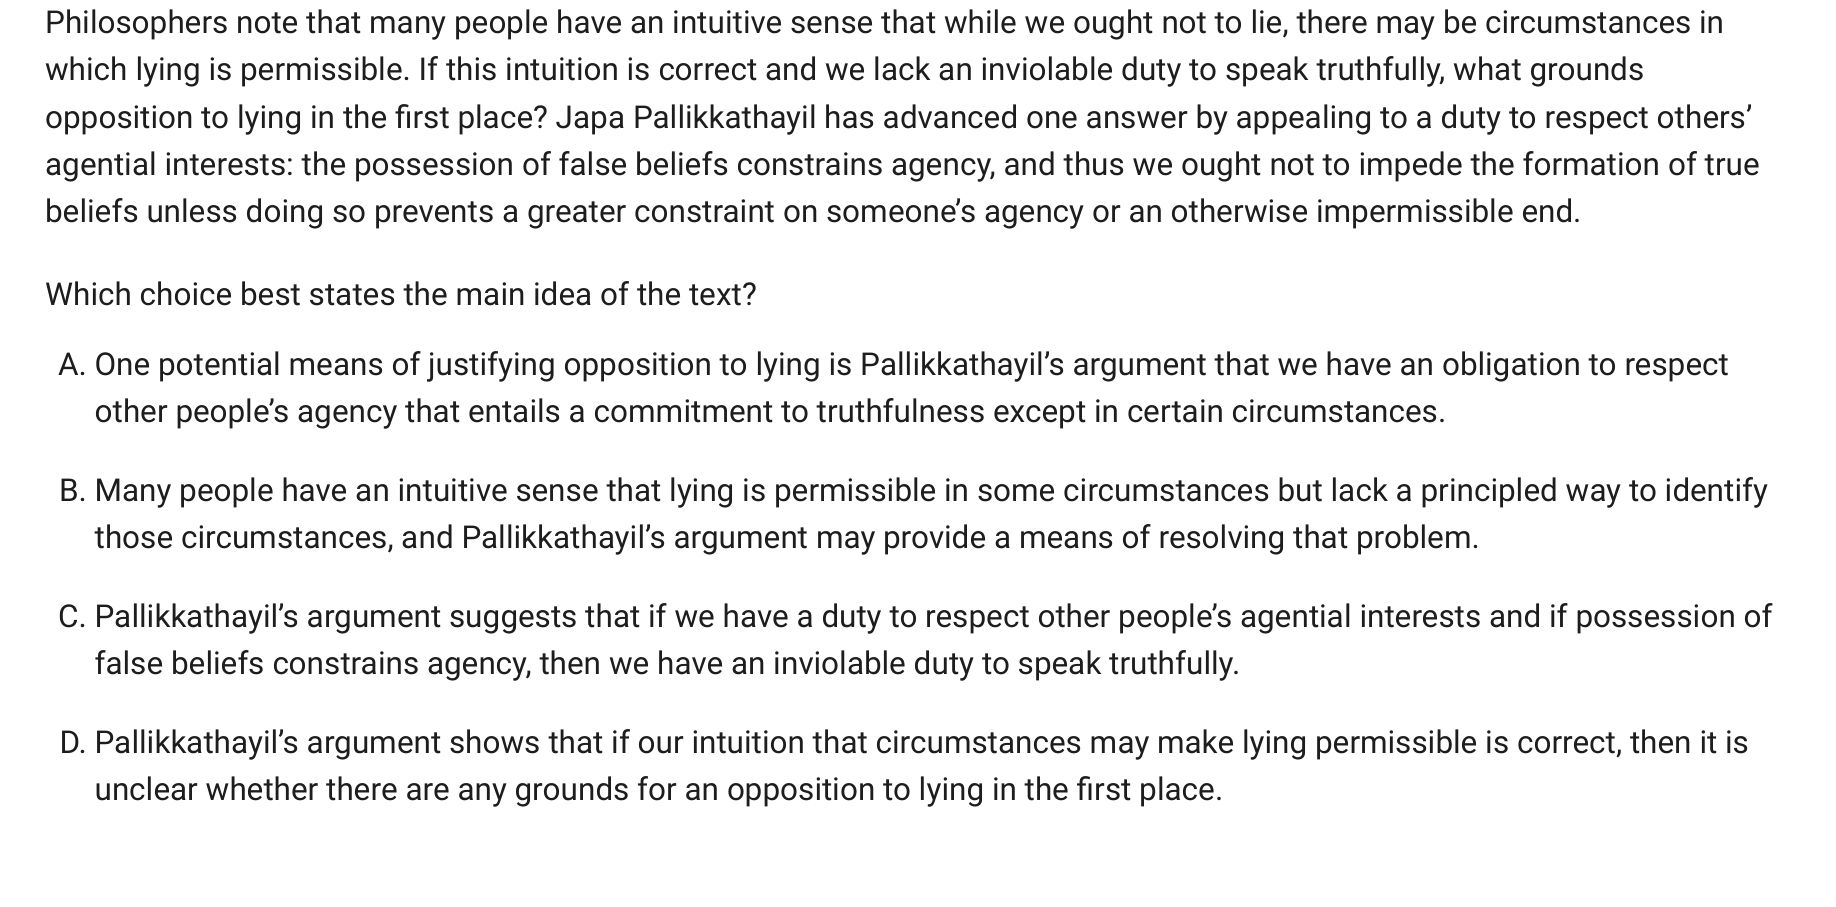 Philosophers note that many people have an intuitive sense that while we ought not to lie, there may be circumstances in
which lying is permissible. If this intuition is correct and we lack an inviolable duty to speak truthfully, what grounds
opposition to lying in the first place? Japa Pallikkathayil has advanced one answer by appealing to a duty to respect others’
agential interests: the possession of false beliefs constrains agency, and thus we ought not to impede the formation of true
beliefs unless doing so prevents a greater constraint on someone’s agency or an otherwise impermissible end.
Which choice best states the main idea of the text?
A. One potential means of justifying opposition to lying is Pallikkathayil’s argument that we have an obligation to respect
other people’s agency that entails a commitment to truthfulness except in certain circumstances.
B. Many people have an intuitive sense that lying is permissible in some circumstances but lack a principled way to identify
those circumstances, and Pallikkathayil’s argument may provide a means of resolving that problem.
C. Pallikkathayil’s argument suggests that if we have a duty to respect other people’s agential interests and if possession of
false beliefs constrains agency, then we have an inviolable duty to speak truthfully.
D. Pallikkathayil’s argument shows that if our intuition that circumstances may make lying permissible is correct, then it is
unclear whether there are any grounds for an opposition to lying in the first place.